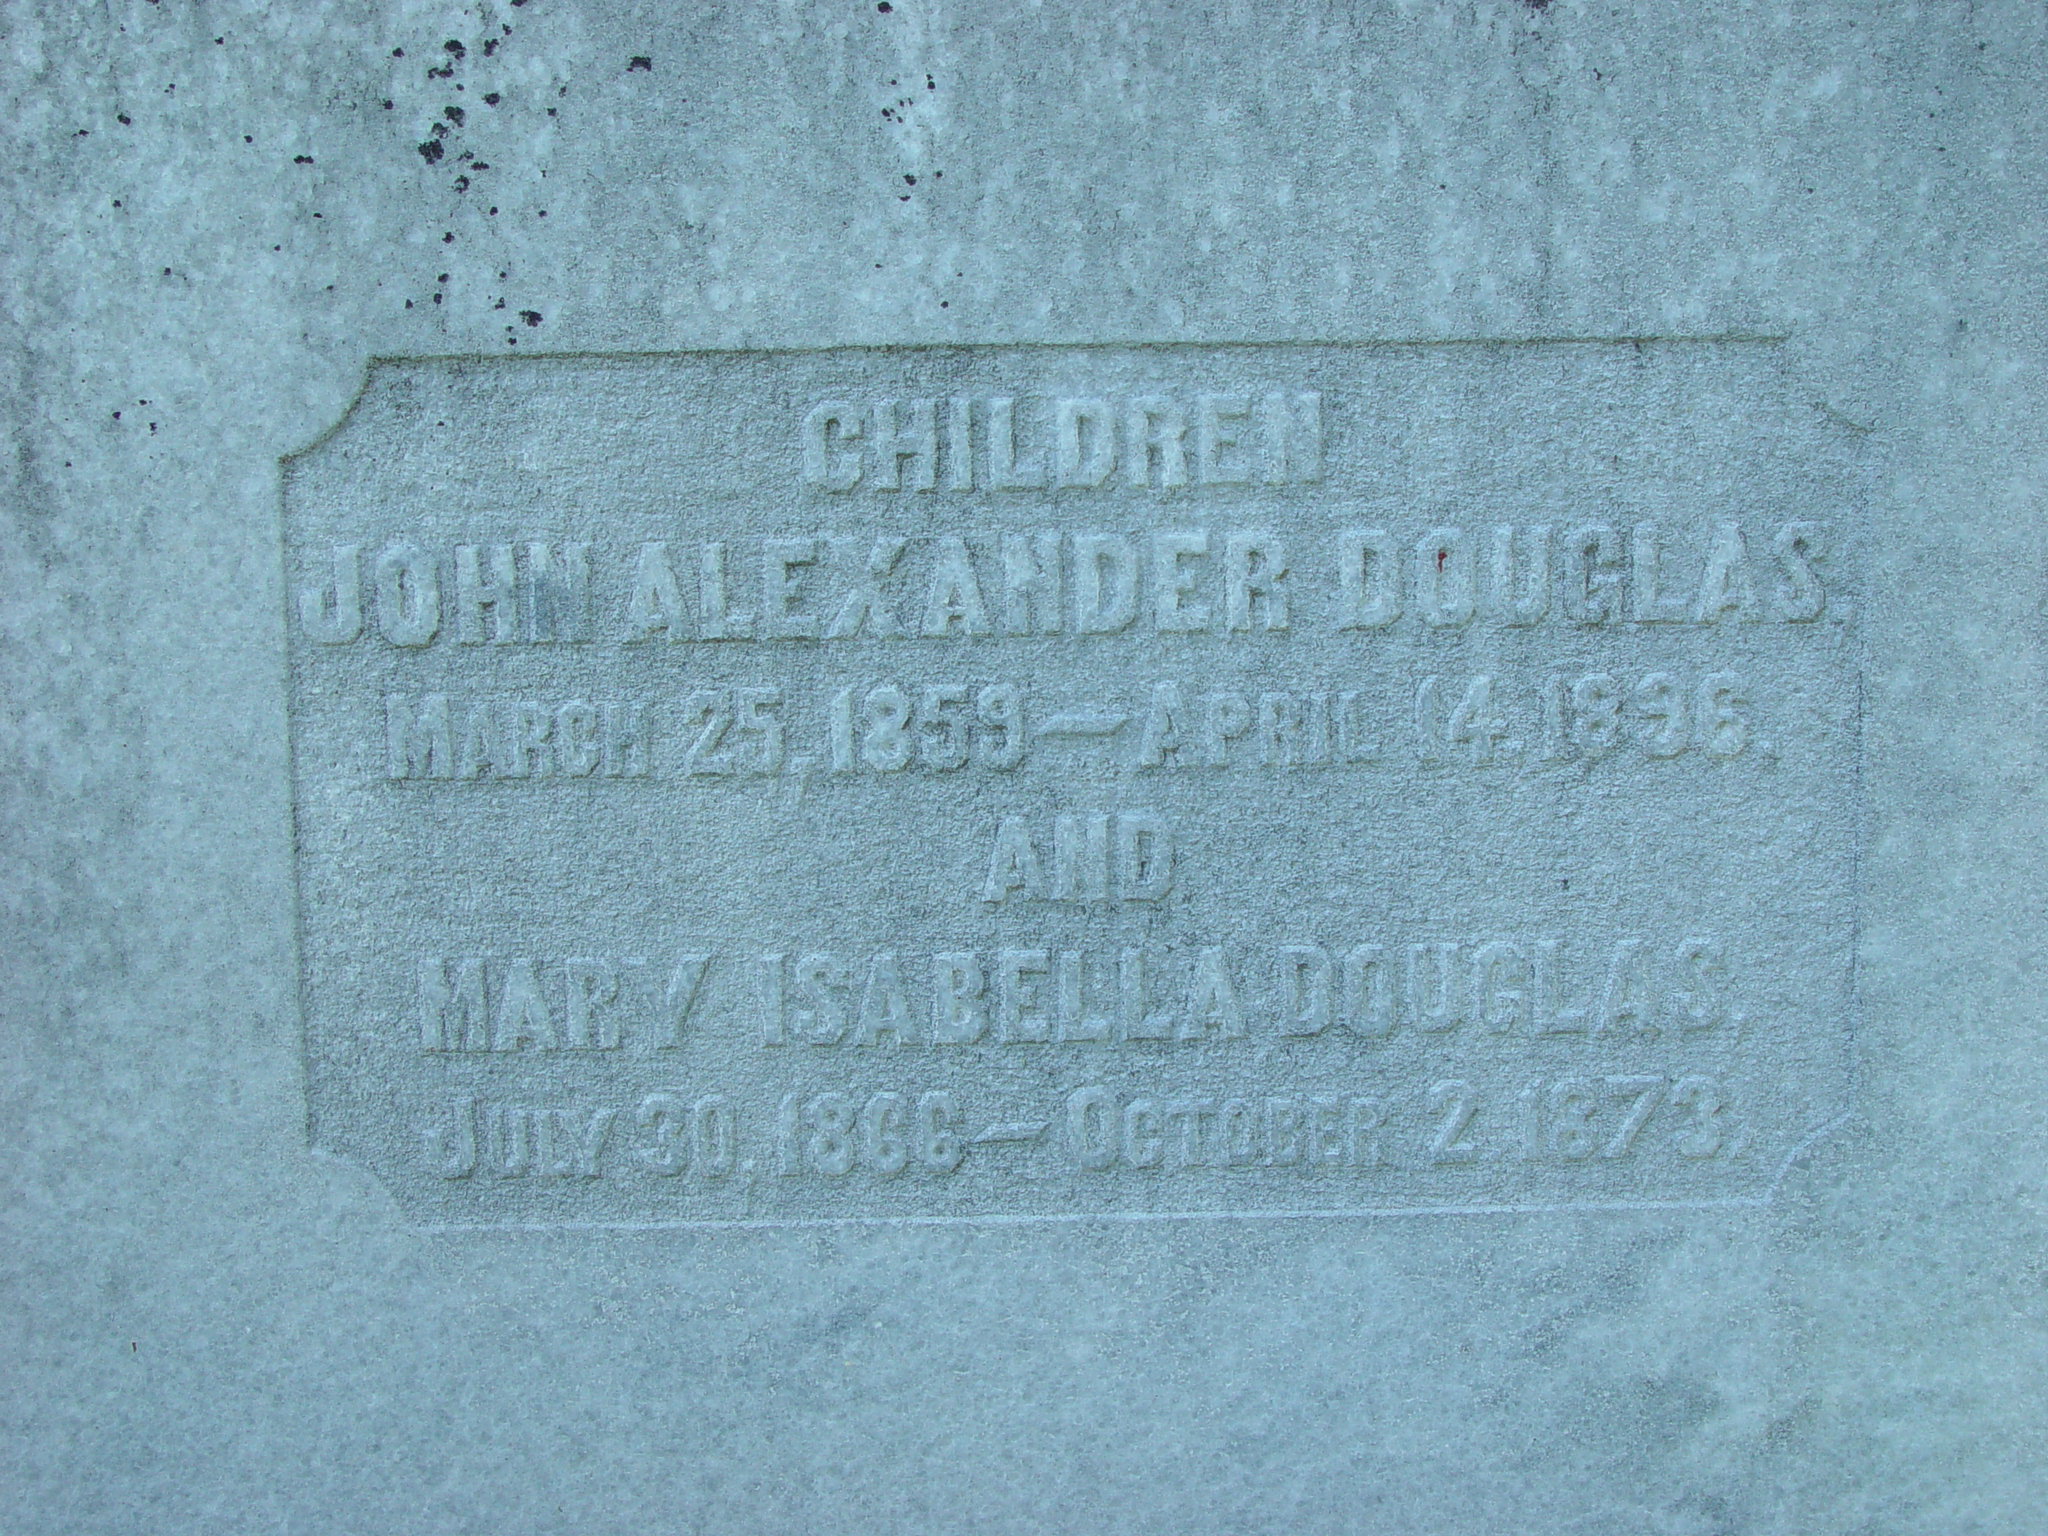 CHILDREN
JOHN ALEXANDER DOUGLAS.
MARCH 25, 1859 — APRIL 14, 1896.
AND
MARY ISABELLA DOUGLAS,
JULY 30, 1866 — OCTOBER 2, 1873.